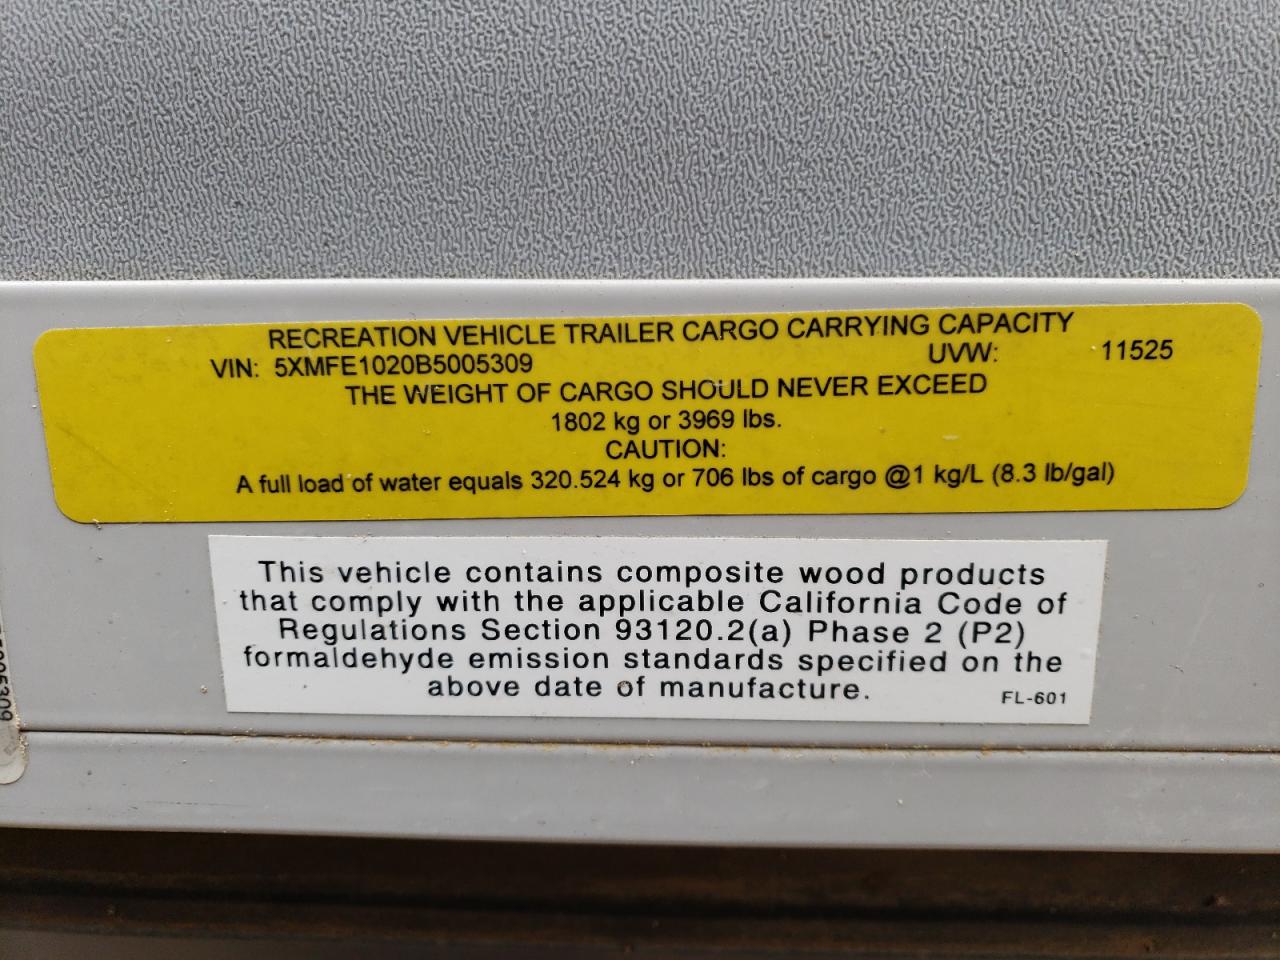 RECREATION VEHICLE TRAILER CARGO CARRYING CAPACITY
VIN: 5XMFE1020B5005309 UVW: 11525
THE WEIGHT OF CARGO SHOULD NEVER EXCEED
1802 kg or 3969 lbs.
CAUTION:
A full load of water equals 320.524 kg or 706 lbs of cargo @1 kg/L (8.3 lb/gal)
This vehicle contains composite wood products
that comply with the applicable California Code of
Regulations Section 93120.2(a) Phase 2 (P2)
formaldehyde emission standards specified on the
above date of manufacture.
FL-601